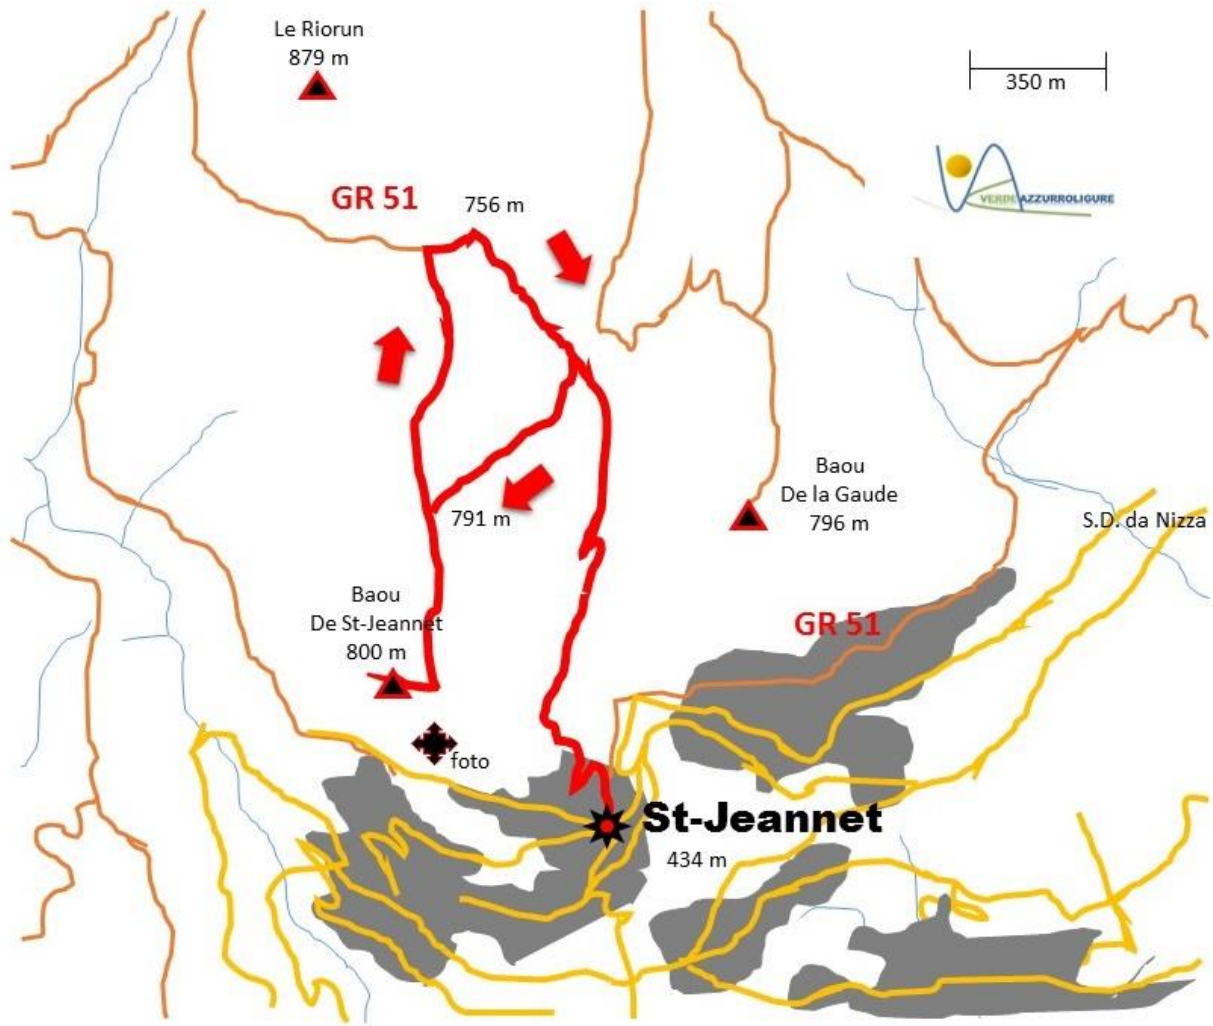 Le Riorun
879 m
350 m
VERDEAZZURROLIGURE
GR 51
756 m
Baou
De la Gaude
796 m
791 m
S.D. da Nizza
Baou
De St-Jeannet
800 m
GR 51
foto
St-Jeannet
434 m